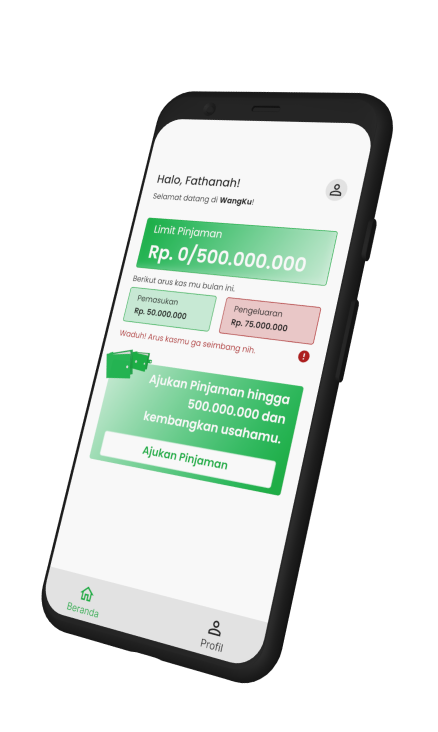 Halo, Fathanah!
Selamat datang di WangKu!
Limit Pinjaman
Rp. 0/500.000.000
Berikut arus kas mu bulan ini.
Pemasukan
Rp. 50.000.000
Pengeluaran
Rp. 75.000.000
Waduh! Arus kasmu ga seimbang nih.
Ajukan Pinjaman hingga
500.000.000 dan
kembangkan usahamu.
Ajukan Pinjaman
Beranda
Profil